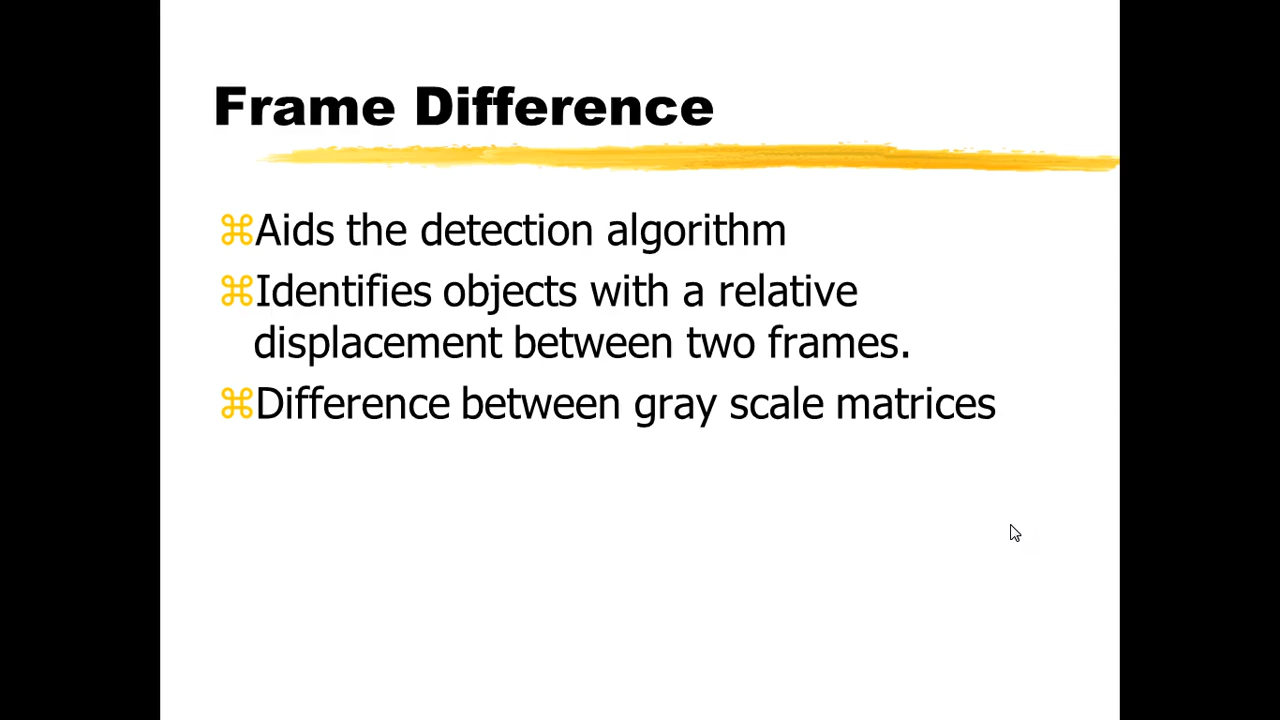 Frame Difference
⌘Aids the detection algorithm
⌘Identifies objects with a relative
displacement between two frames.
⌘Difference between gray scale matrices